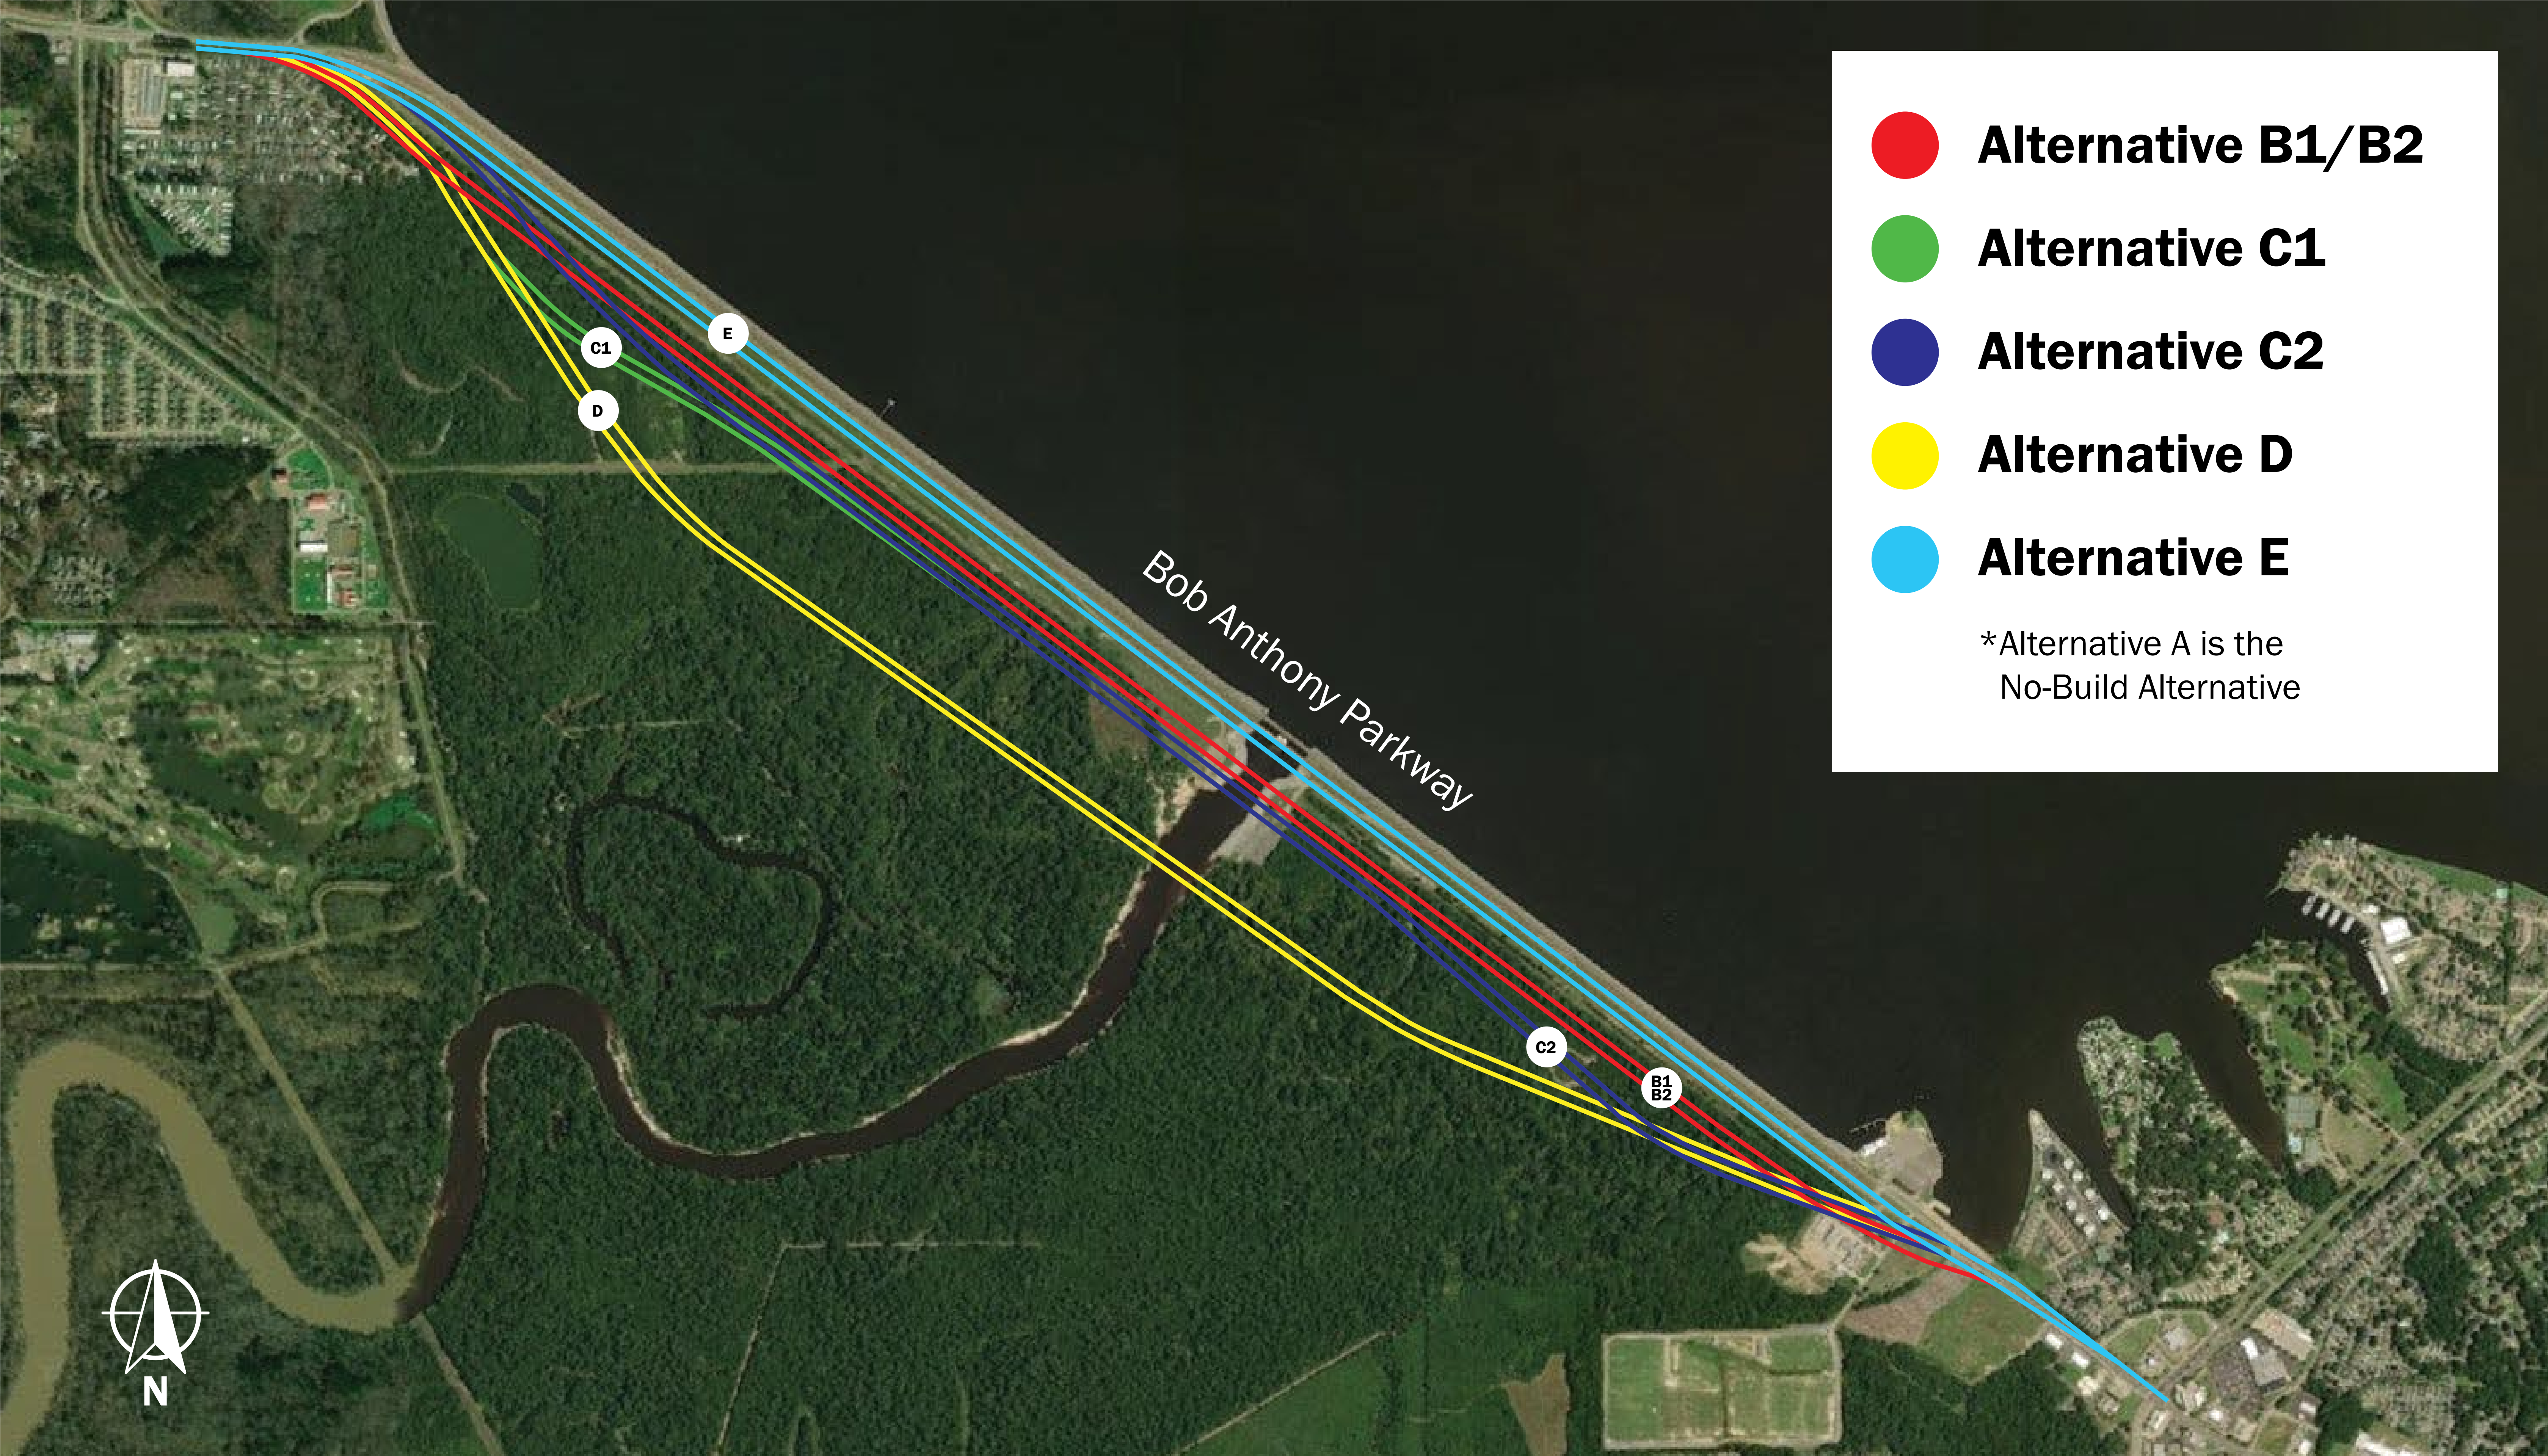 Alternative B1/B2
Alternative C1
Alternative C2
Alternative D
Alternative E
*Alternative A is the
No-Build Alternative
E
C1
D
Bob Anthony Parkway
C2
B1
B2
N